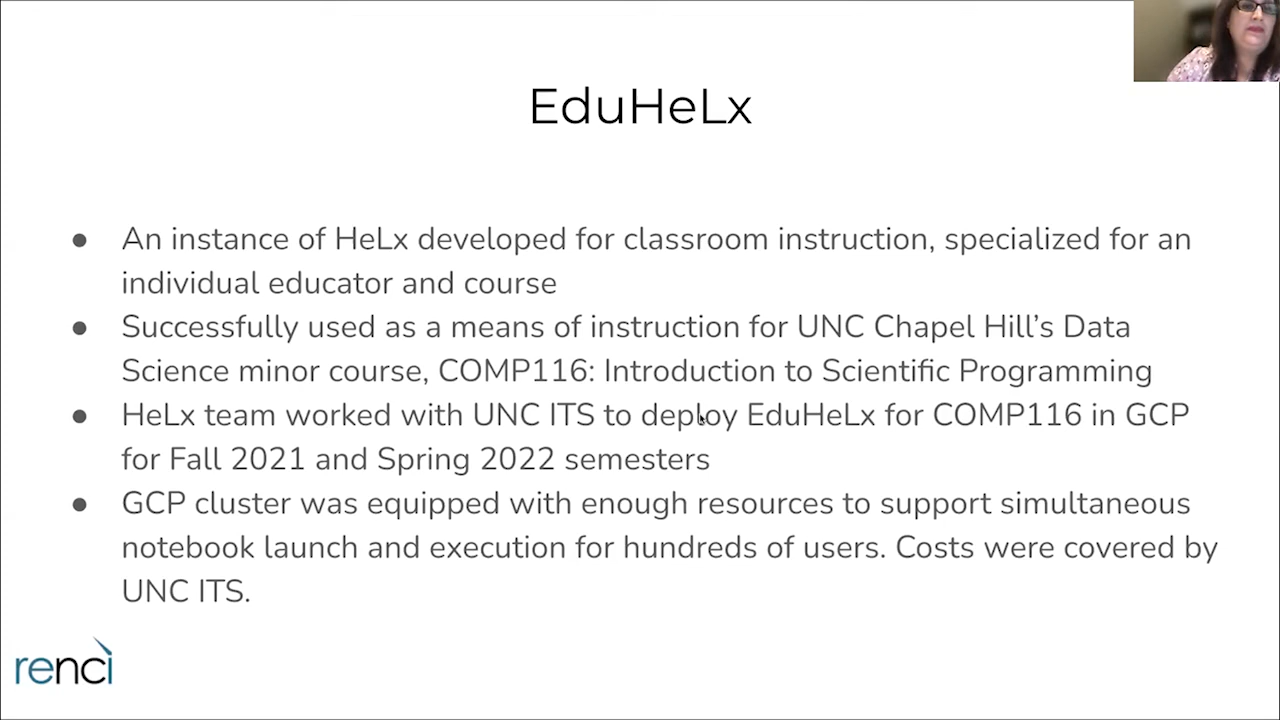 EduHeLx
● An instance of HeLx developed for classroom instruction, specialized for an
individual educator and course
● Successfully used as a means of instruction for UNC Chapel Hill's Data
Science minor course, COMP116: Introduction to Scientific Programming
● HeLx team worked with UNC ITS to deploy EduHeLx for COMP116 in GCP
for Fall 2021 and Spring 2022 semesters
● GCP cluster was equipped with enough resources to support simultaneous
notebook launch and execution for hundreds of users. Costs were covered by
UNC ITS.
renci